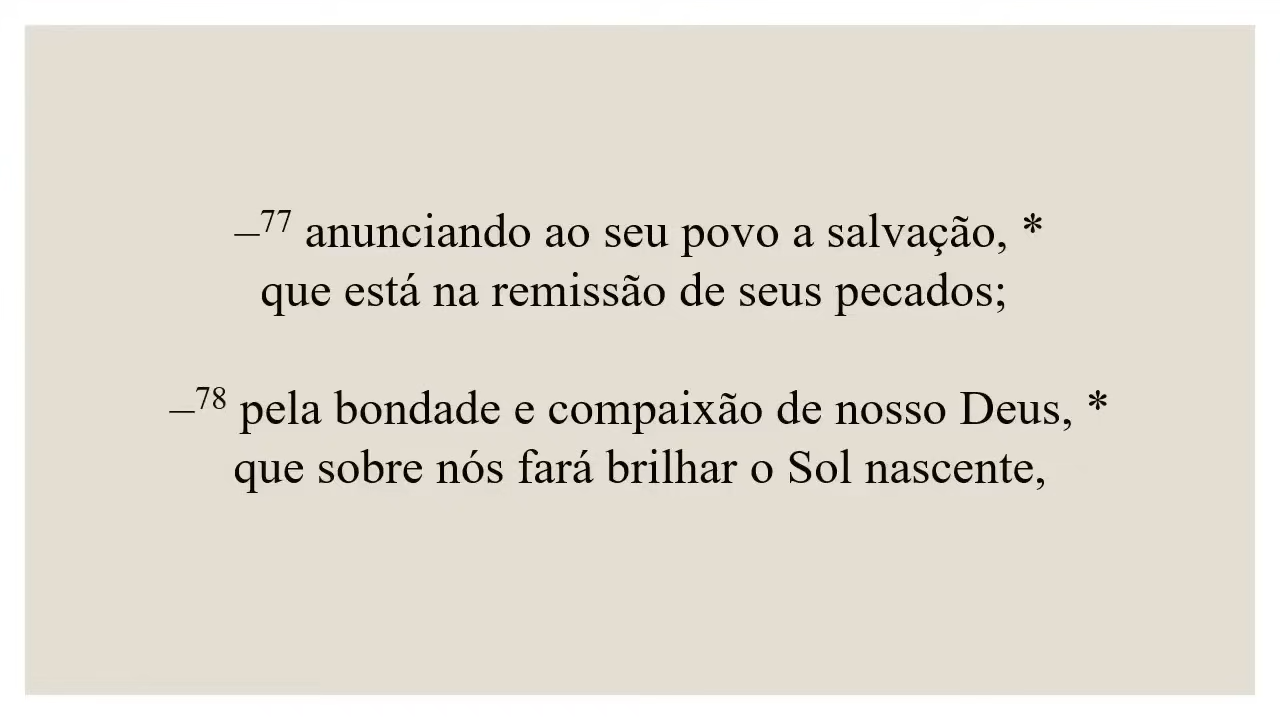 –77 anunciando ao seu povo a salvação, *
que está na remissão de seus pecados;
–78 pela bondade e compaixão de nosso Deus, *
que sobre nós fará brilhar o Sol nascente,